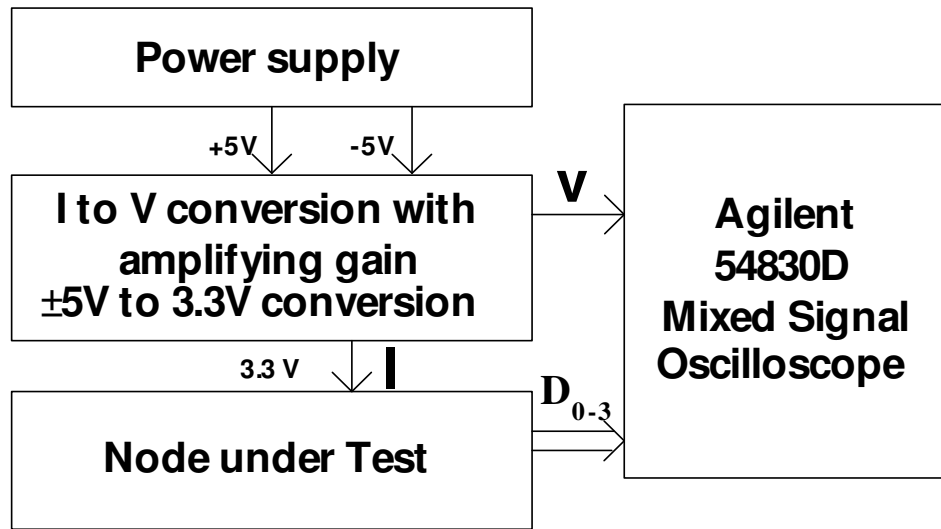 Power supply
+5V
-5V
I to V conversion with
amplifying gain
±5V to 3.3V conversion
V
Agilent
54830D
Mixed Signal
Oscilloscope
3.3 V
I
D0-3
Node under Test